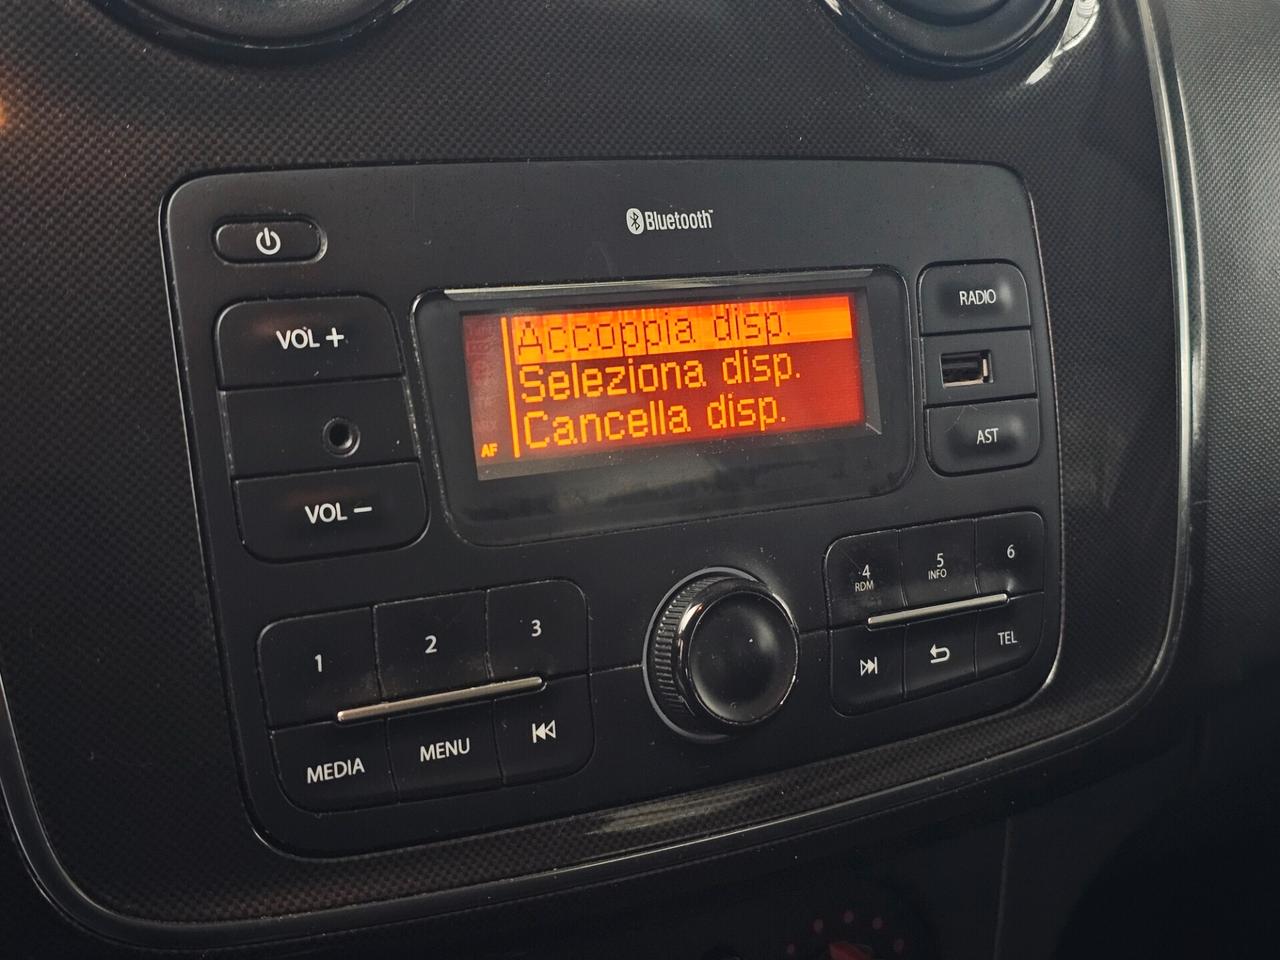 Bluetooth™
VOL +
VOL −
Accoppia disp.
Seleziona disp.
Cancella disp.
AF
RADIO
AST
1
2
3
MEDIA
MENU
4
RDM
5
INFO
6
TEL